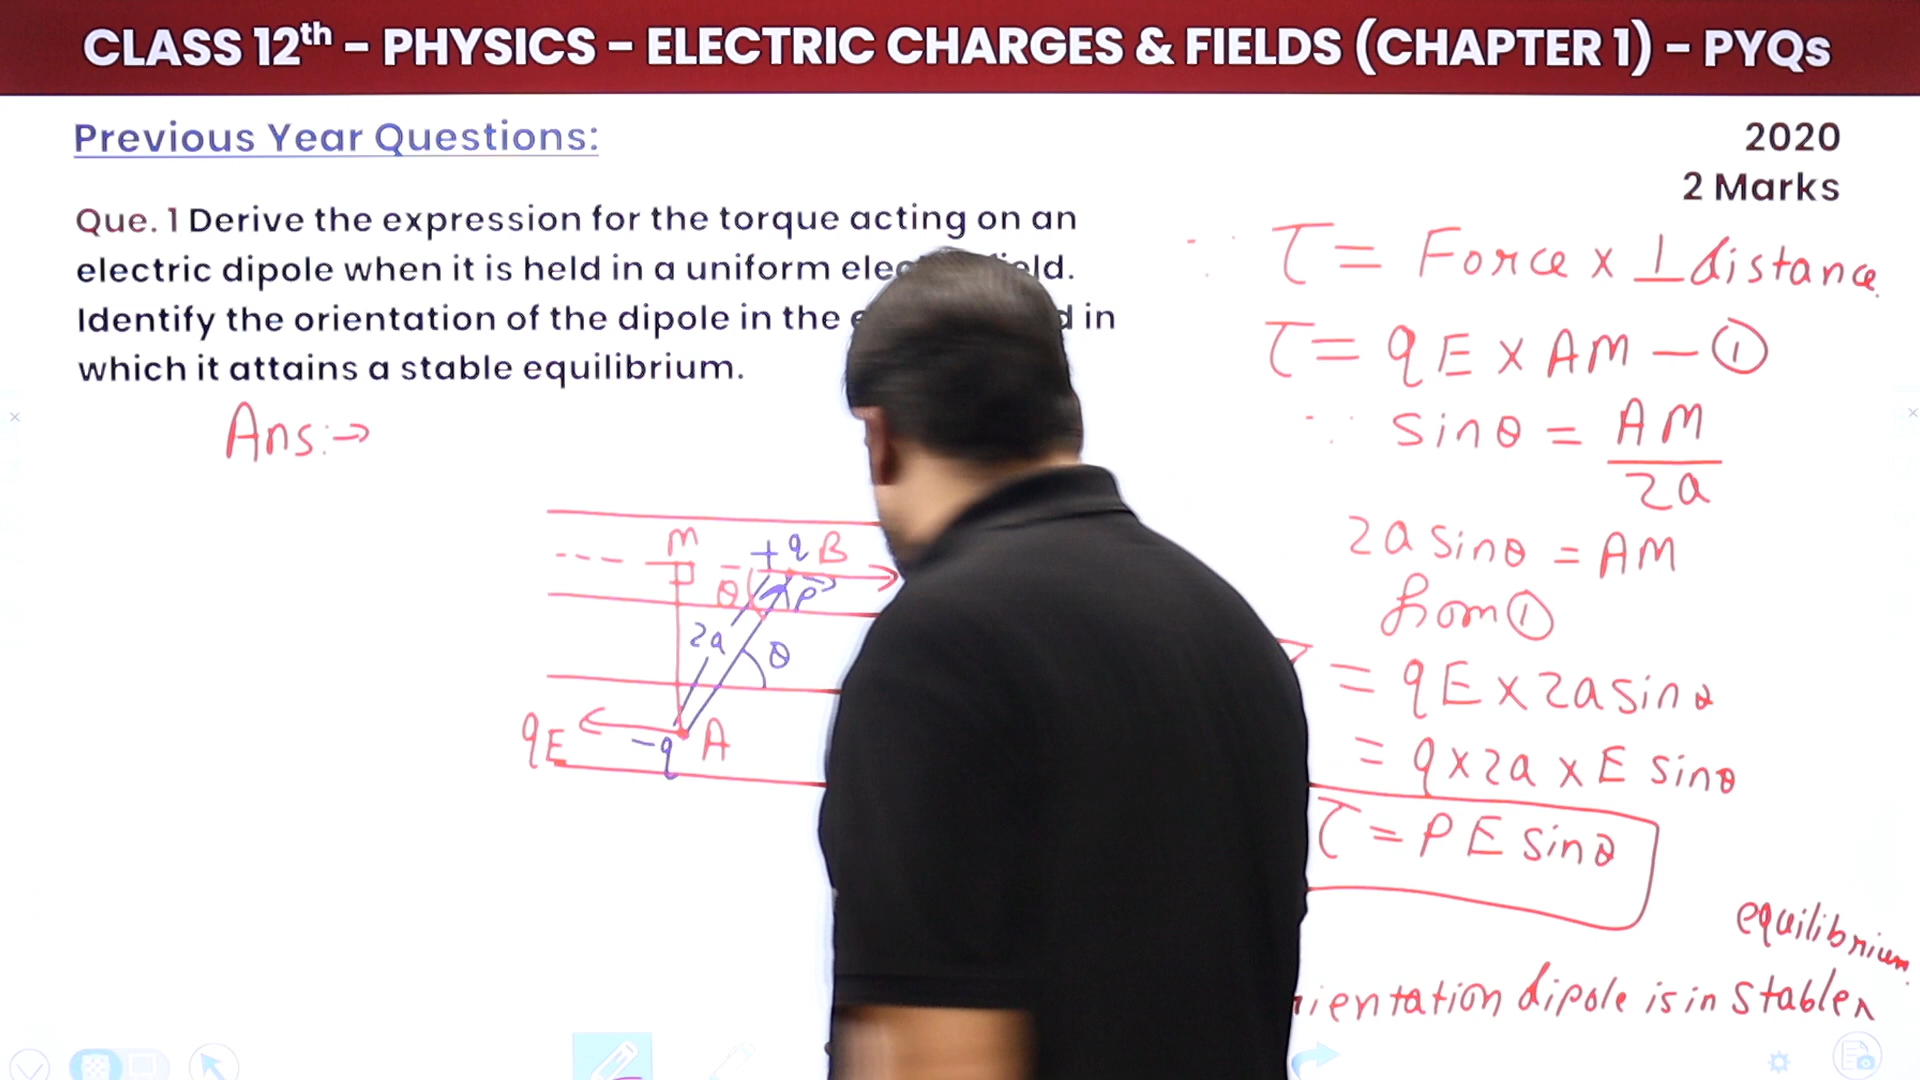 CLASS 12th – PHYSICS – ELECTRIC CHARGES & FIELDS (CHAPTER 1) – PYQs
Previous Year Questions:
2020
2 Marks
Que. 1 Derive the expression for the torque acting on an
electric dipole when it is held in a uniform
Identify the orientation of the dipole in the in
which it attains a stable equilibrium.
Ans:→
M
+q B
θ P
2a
θ
qE
-q A
∵ τ = Force × ⊥ distance
τ = qE × AM – ①
∵ sinθ = AM / 2a
2a sinθ = AM
from ①
= qE × 2a sinθ
= q × 2a × E sinθ
τ = PE sinθ
equilibrium.
dipole is in stable